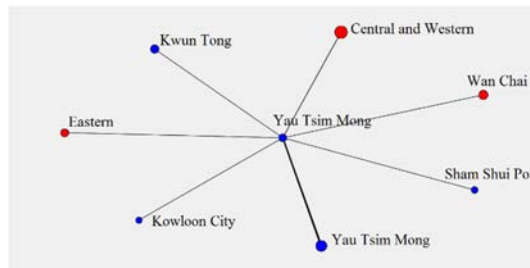 Central and Western
Kwun Tong
Wan Chai
Eastern
Yau Tsim Mong
Sham Shui Po
Kowloon City
Yau Tsim Mong